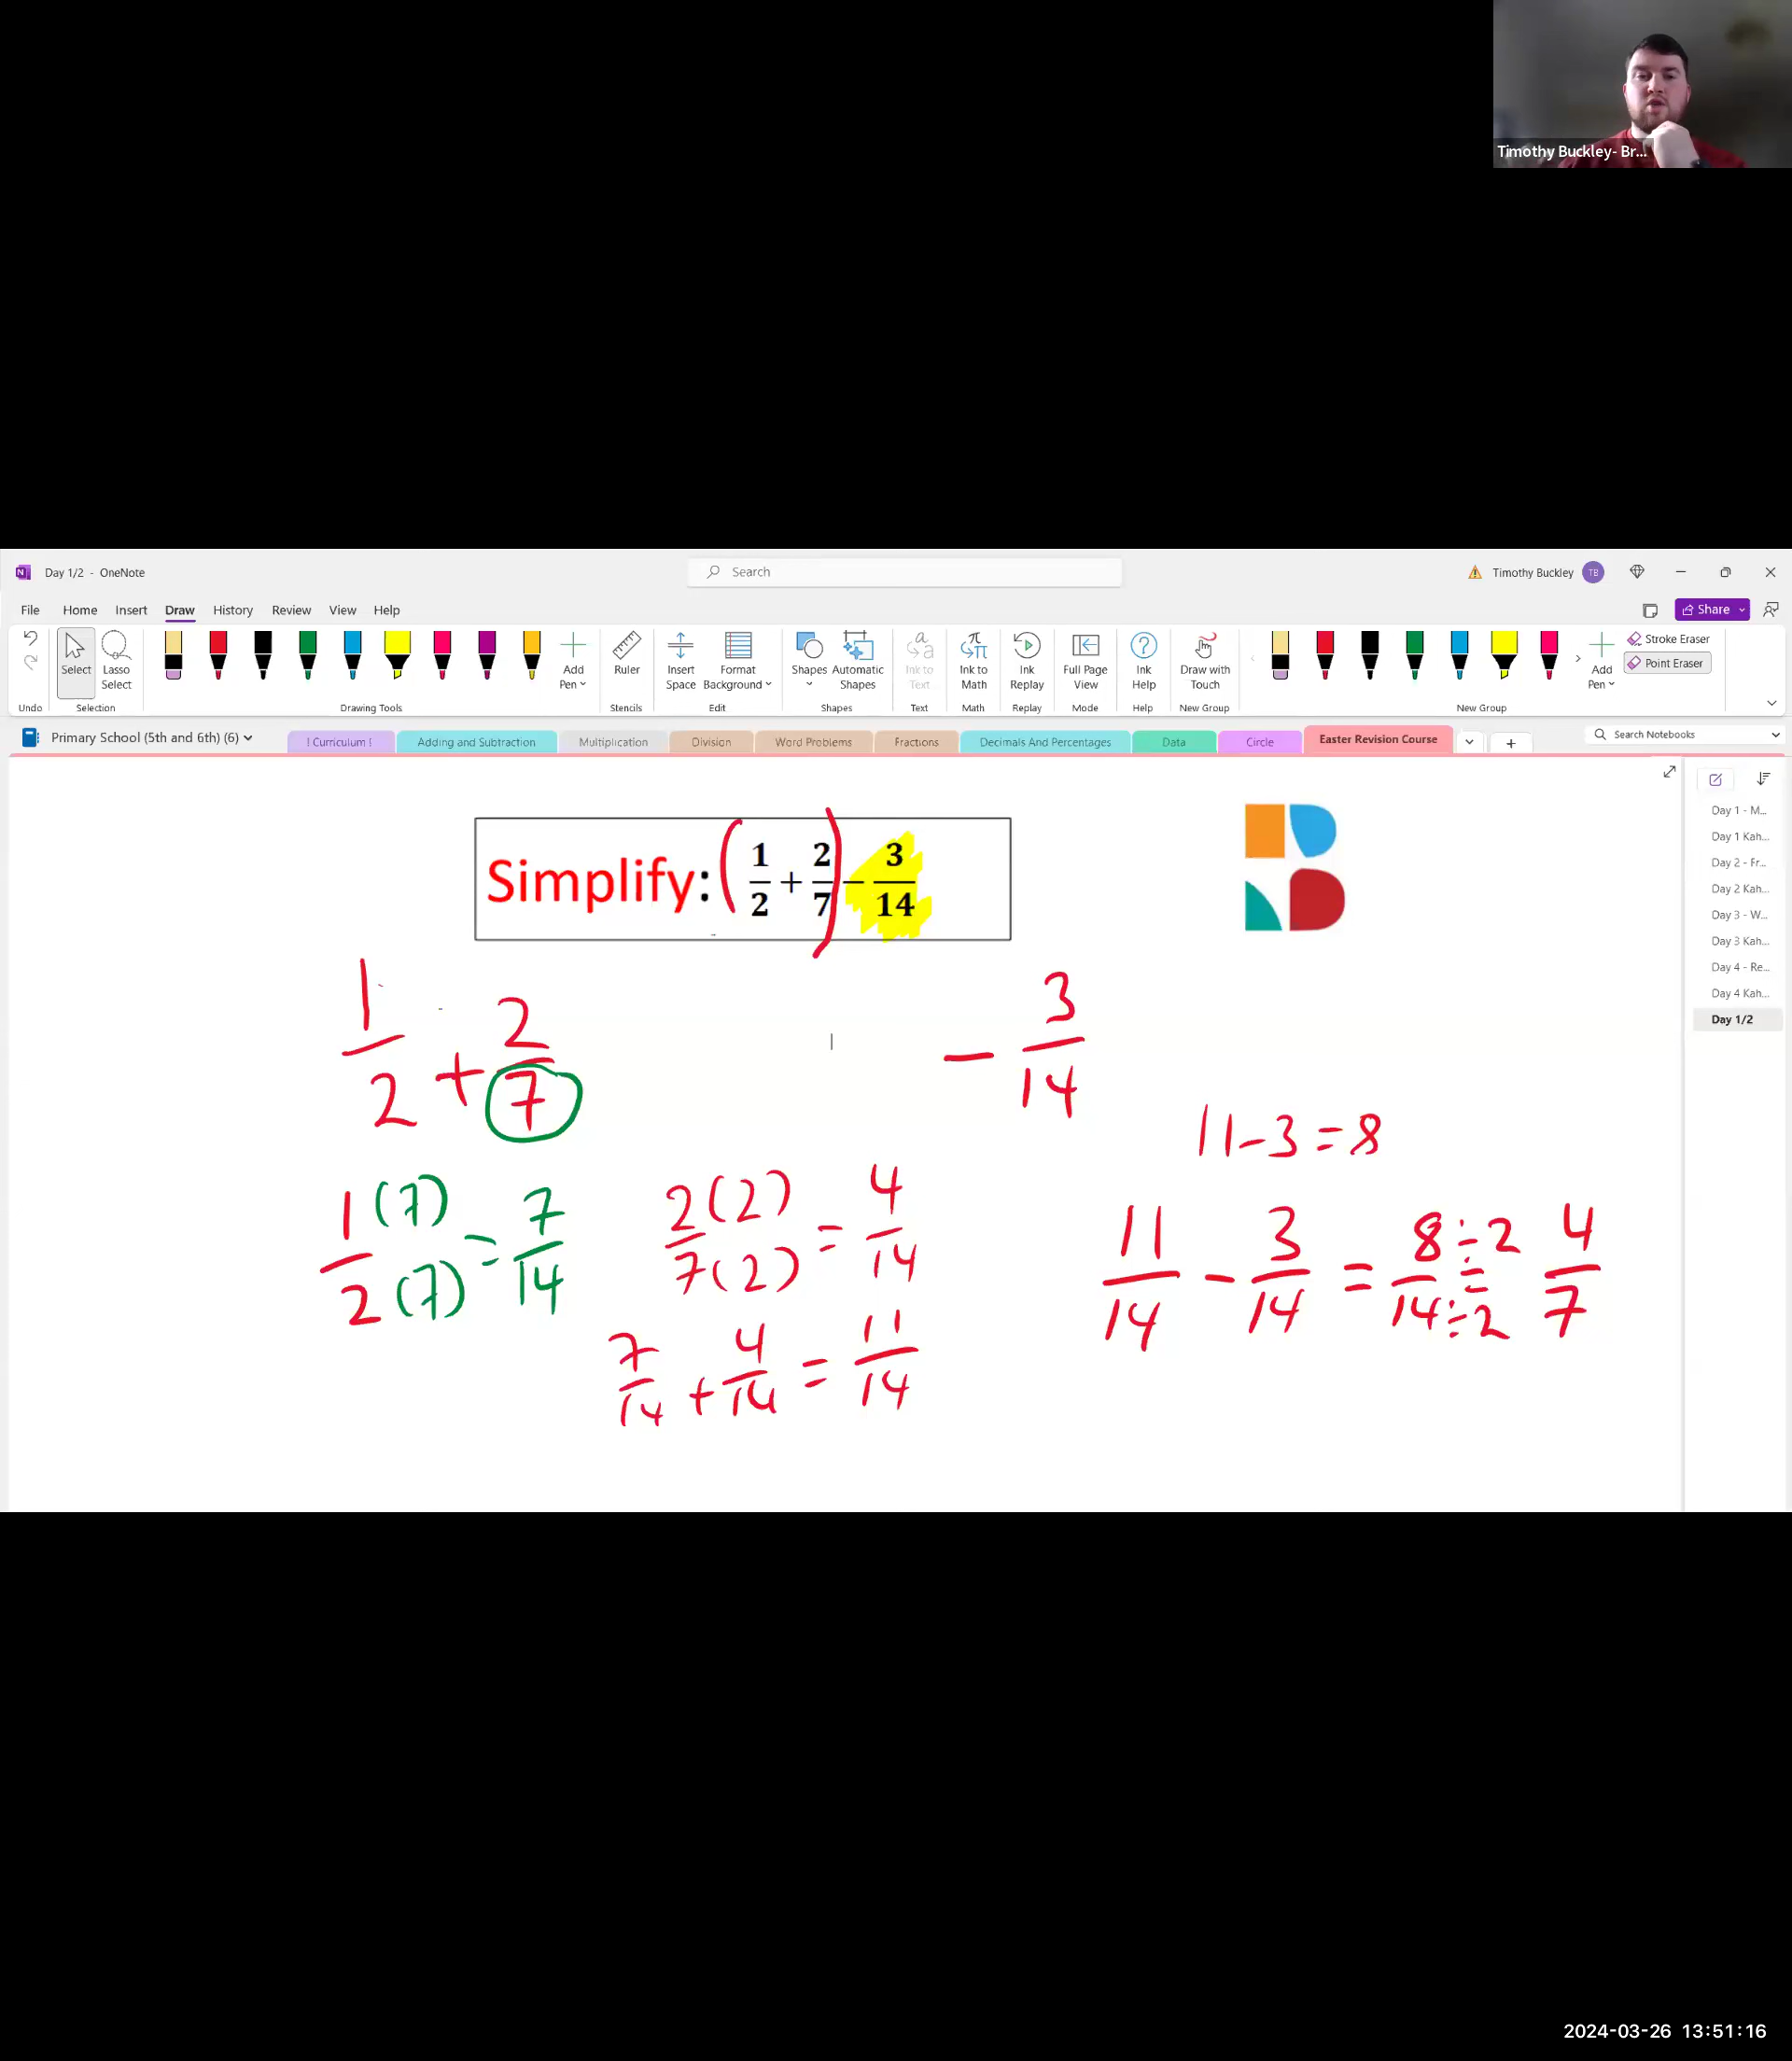 Timothy Buckley- Br...
Day 1/2 - OneNote
Search
Timothy Buckley TB
File Home Insert Draw History Review View Help
Share
Select
Lasso Select
Add Pen
Ruler
Insert Space
Format Background
Shapes
Automatic Shapes
Ink to Text
Ink to Math
Ink Replay
Full Page View
Ink Help
Draw with Touch
Add Pen
Stroke Eraser
Point Eraser
Undo Selection Drawing Tools Stencils Edit Shapes Text Math Replay Mode Help New Group New Group
Primary School (5th and 6th) (6)
! Curriculum ! Adding and Subtraction Multiplication Division Word Problems Fractions Decimals And Percentages Data Circle Easter Revision Course
Search Notebooks
Day 1 - M...
Day 1 Kah...
Day 2 - Fr...
Day 2 Kah...
Day 3 - W...
Day 3 Kah...
Day 4 - Re...
Day 4 Kah...
Day 1/2
Simplify: (1/2 + 2/7) - 3/14
1/2 + 2/7 - 3/14
11-3=8
1(7)/2(7) = 7/14
2(2)/7(2) = 4/14
7/14 + 4/14 = 11/14
11/14 - 3/14 = 8÷2/14÷2 = 4/7
2024-03-26 13:51:16